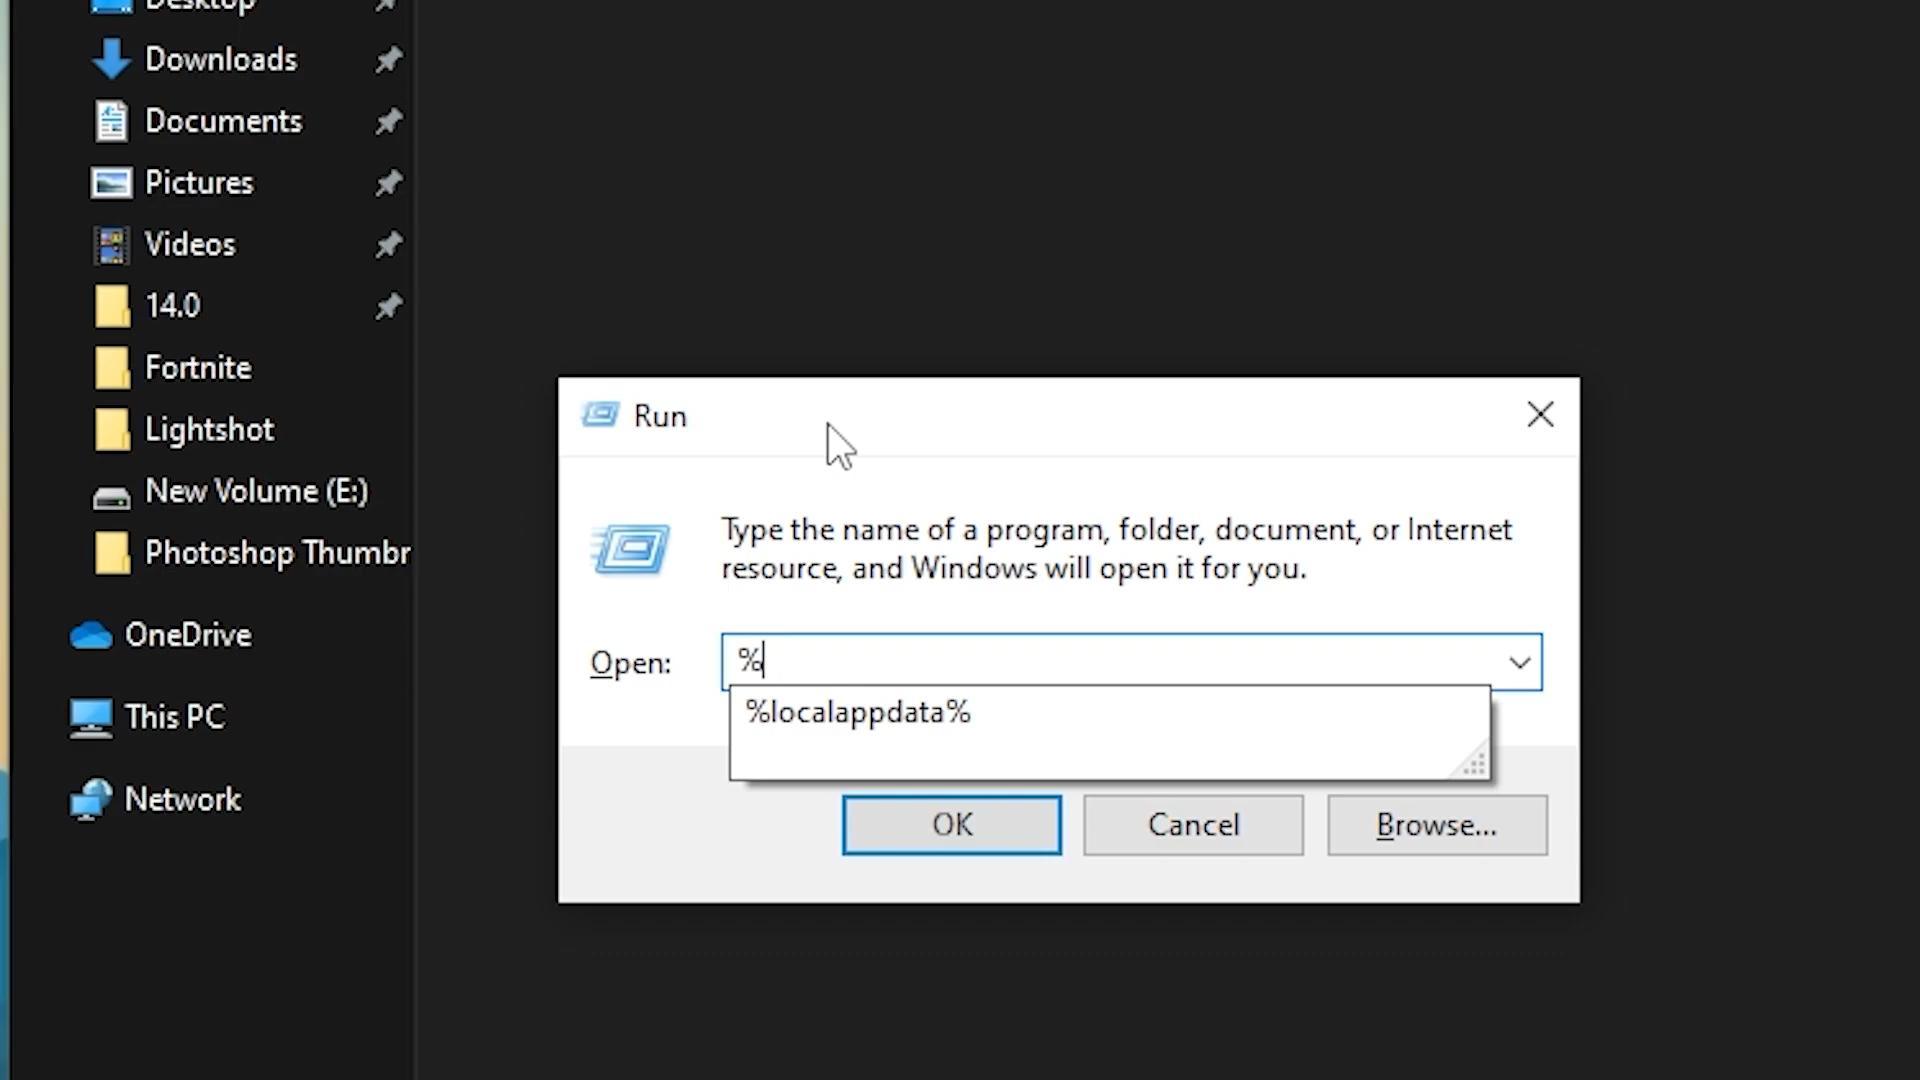 Desktop
Downloads
Documents
Pictures
Videos
14.0
Fortnite
Lightshot
New Volume (E:)
Photoshop Thumbr
OneDrive
This PC
Network
Run
Type the name of a program, folder, document, or Internet
resource, and Windows will open it for you.
Open:
%
%localappdata%
OK
Cancel
Browse...